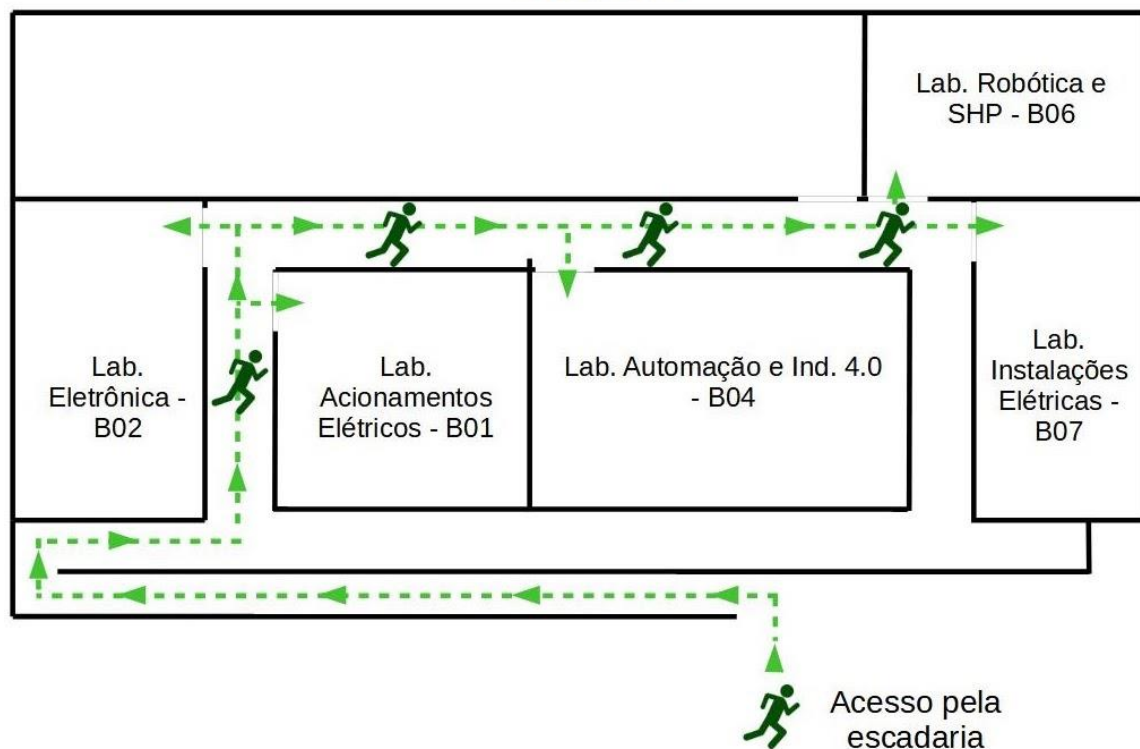 Lab. Robótica e
SHP - B06
Lab.
Eletrônica -
B02
Lab.
Acionamentos
Elétricos - B01
Lab. Automação e Ind. 4.0
- B04
Lab.
Instalações
Elétricas -
B07
Acesso pela
escadaria